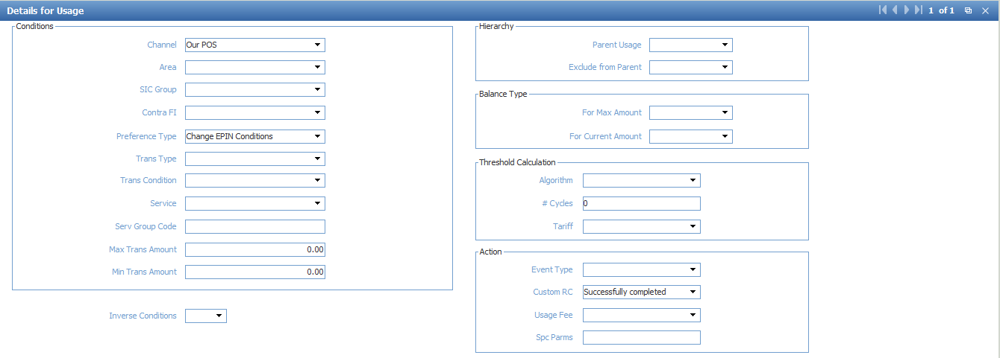 Details for Usage
1 of 1
Conditions
Channel Our POS
Area
SIC Group
Contra FI
Preference Type Change EPIN Conditions
Trans Type
Trans Condition
Service
Serv Group Code
Max Trans Amount 0.00
Min Trans Amount 0.00
Inverse Conditions
Hierarchy
Parent Usage
Exclude from Parent
Balance Type
For Max Amount
For Current Amount
Threshold Calculation
Algorithm
# Cycles 0
Tariff
Action
Event Type
Custom RC Successfully completed
Usage Fee
Spc Parms